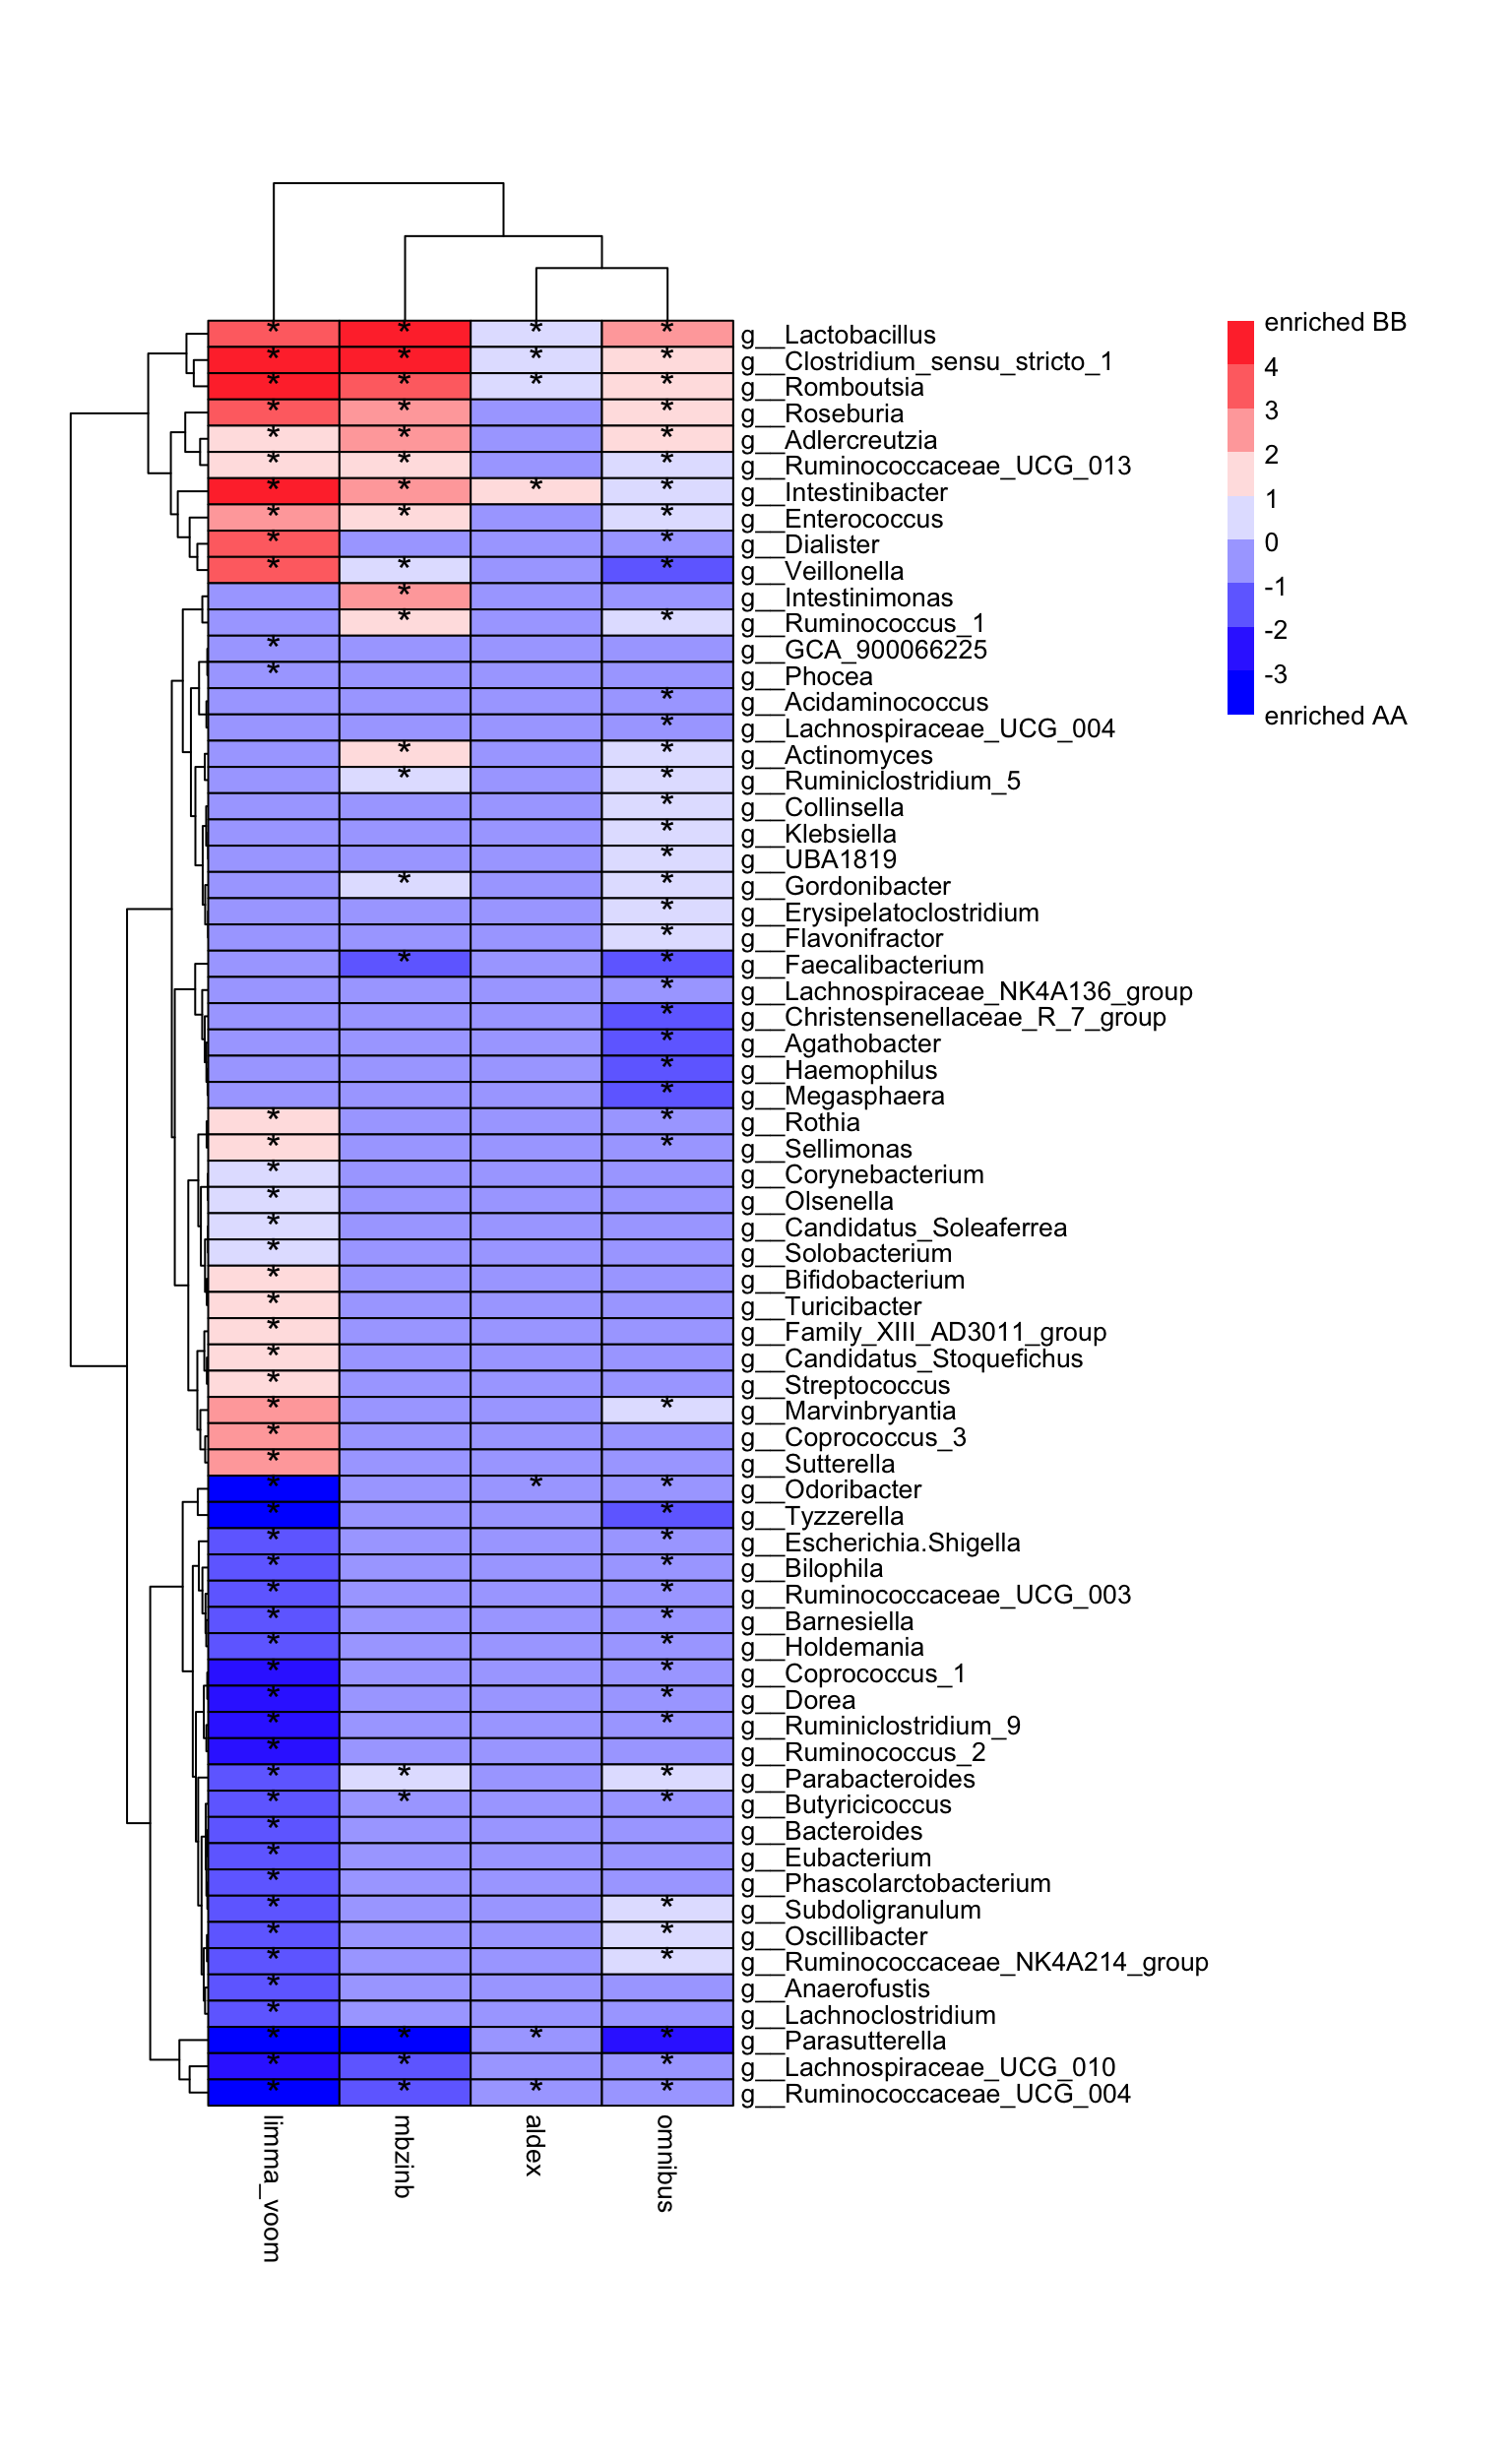 g__Lactobacillus
g__Clostridium_sensu_stricto_1
g__Romboutsia
g__Roseburia
g__Adlercreutzia
g__Ruminococcaceae_UCG_013
g__Intestinibacter
g__Enterococcus
g__Dialister
g__Veillonella
g__Intestinimonas
g__Ruminococcus_1
g__GCA_900066225
g__Phocea
g__Acidaminococcus
g__Lachnospiraceae_UCG_004
g__Actinomyces
g__Ruminiclostridium_5
g__Collinsella
g__Klebsiella
g__UBA1819
g__Gordonibacter
g__Erysipelatoclostridium
g__Flavonifractor
g__Faecalibacterium
g__Lachnospiraceae_NK4A136_group
g__Christensenellaceae_R_7_group
g__Agathobacter
g__Haemophilus
g__Megasphaera
g__Rothia
g__Sellimonas
g__Corynebacterium
g__Olsenella
g__Candidatus_Soleaferrea
g__Solobacterium
g__Bifidobacterium
g__Turicibacter
g__Family_XIII_AD3011_group
g__Candidatus_Stoquefichus
g__Streptococcus
g__Marvinbryantia
g__Coprococcus_3
g__Sutterella
g__Odoribacter
g__Tyzzerella
g__Escherichia.Shigella
g__Bilophila
g__Ruminococcaceae_UCG_003
g__Barnesiella
g__Holdemania
g__Coprococcus_1
g__Dorea
g__Ruminiclostridium_9
g__Ruminococcus_2
g__Parabacteroides
g__Butyricicoccus
g__Bacteroides
g__Eubacterium
g__Phascolarctobacterium
g__Subdoligranulum
g__Oscillibacter
g__Ruminococcaceae_NK4A214_group
g__Anaerofustis
g__Lachnoclostridium
g__Parasutterella
g__Lachnospiraceae_UCG_010
g__Ruminococcaceae_UCG_004
limma_voom
mbzinb
aldex
omnibus
enriched BB
4
3
2
1
0
-1
-2
-3
enriched AA